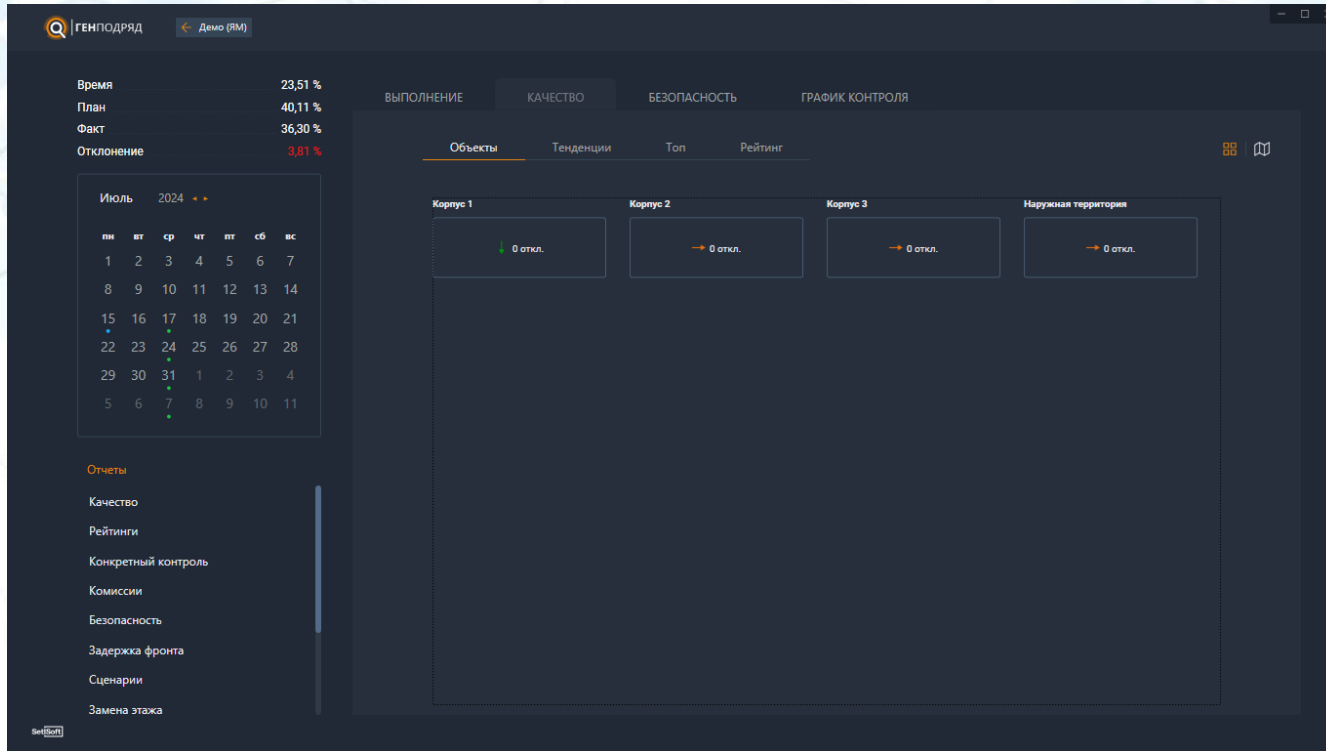 ГЕНПОДРЯД
Демо (ЯМ)
Время 23,51 %
План 40,11 %
Факт 36,30 %
Отклонение 3,81 %
Июль 2024
пн вт ср чт пт сб вс
1 2 3 4 5 6 7
8 9 10 11 12 13 14
15 16 17 18 19 20 21
22 23 24 25 26 27 28
29 30 31 1 2 3 4
5 6 7 8 9 10 11
Отчеты
Качество
Рейтинги
Конкретный контроль
Комиссии
Безопасность
Задержка фронта
Сценарии
Замена этажа
SetlSoft
ВЫПОЛНЕНИЕ КАЧЕСТВО БЕЗОПАСНОСТЬ ГРАФИК КОНТРОЛЯ
Объекты Тенденции Топ Рейтинг
Корпус 1 Корпус 2 Корпус 3 Наружная территория
0 откл. 0 откл. 0 откл. 0 откл.